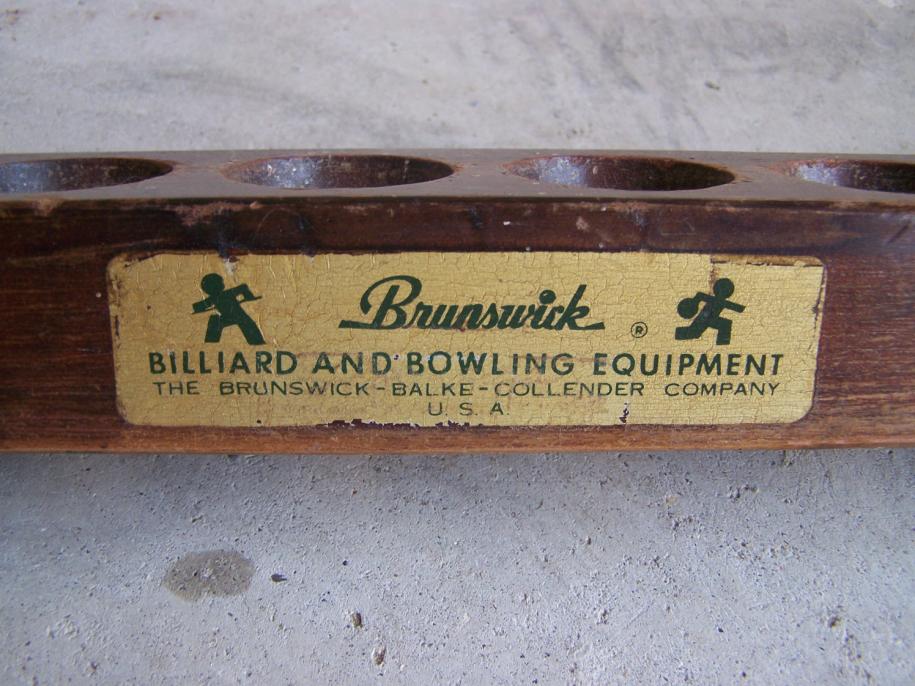 Brunswick ®
BILLIARD AND BOWLING EQUIPMENT
THE BRUNSWICK-BALKE-COLLENDER COMPANY
U.S.A.